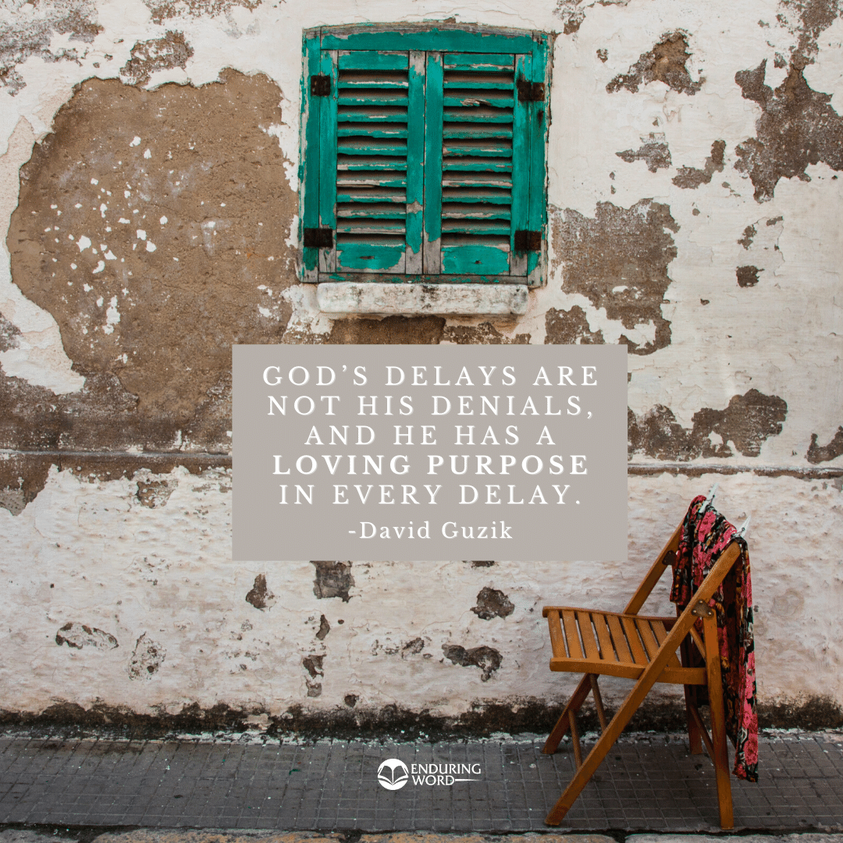 GOD’S DELAYS ARE
NOT HIS DENIALS,
AND HE HAS A
LOVING PURPOSE
IN EVERY DELAY.
-David Guzik
ENDURING
WORD